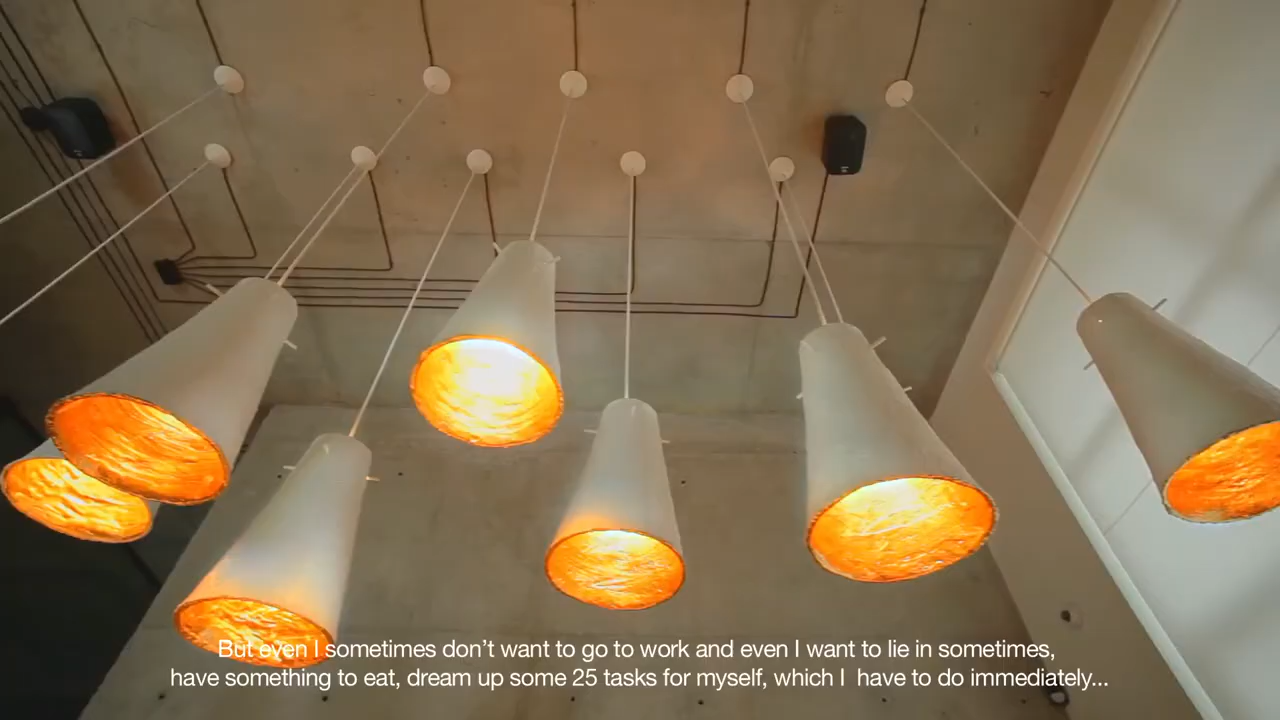 But even I sometimes don't want to go to work and even I want to lie in sometimes,
have something to eat, dream up some 25 tasks for myself, which I  have to do immediately...